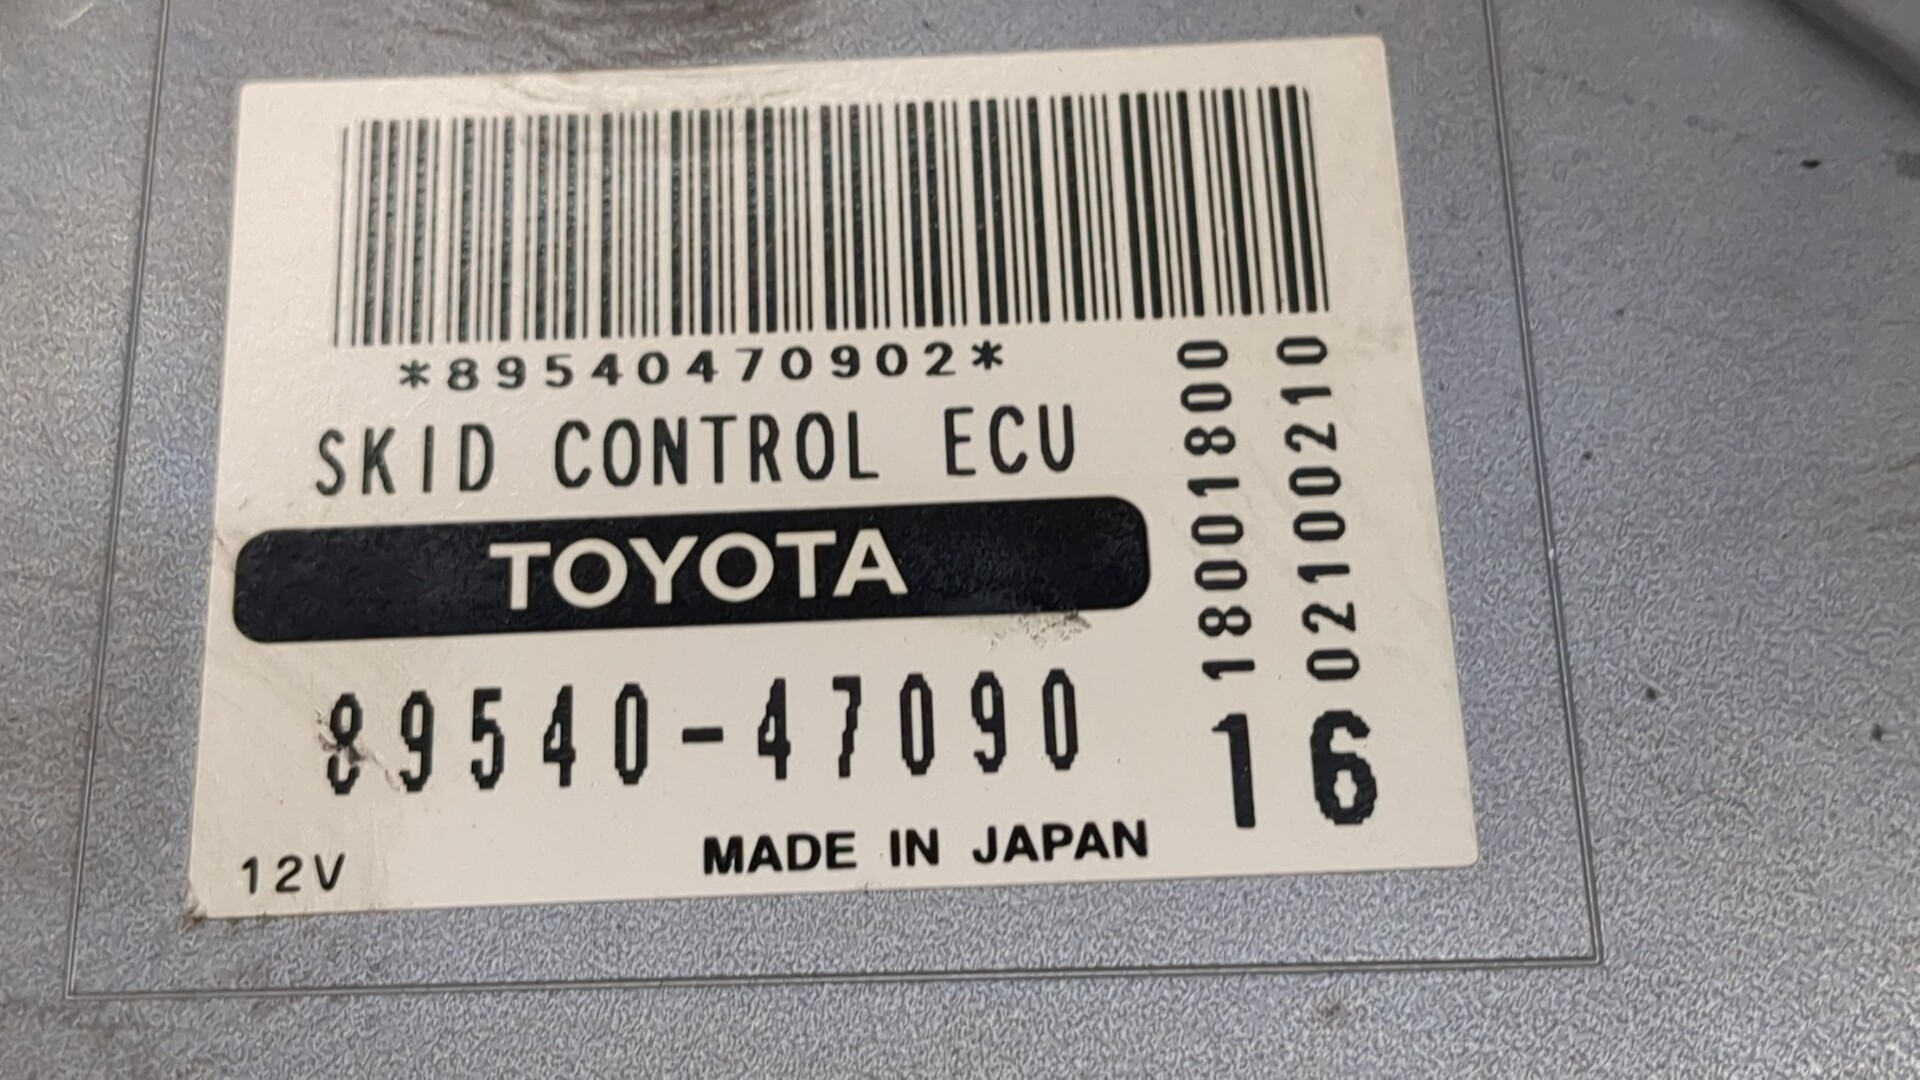 *89540470902*
SKID CONTROL ECU
TOYOTA
89540-47090
12V
MADE IN JAPAN
18001800
02100210
16